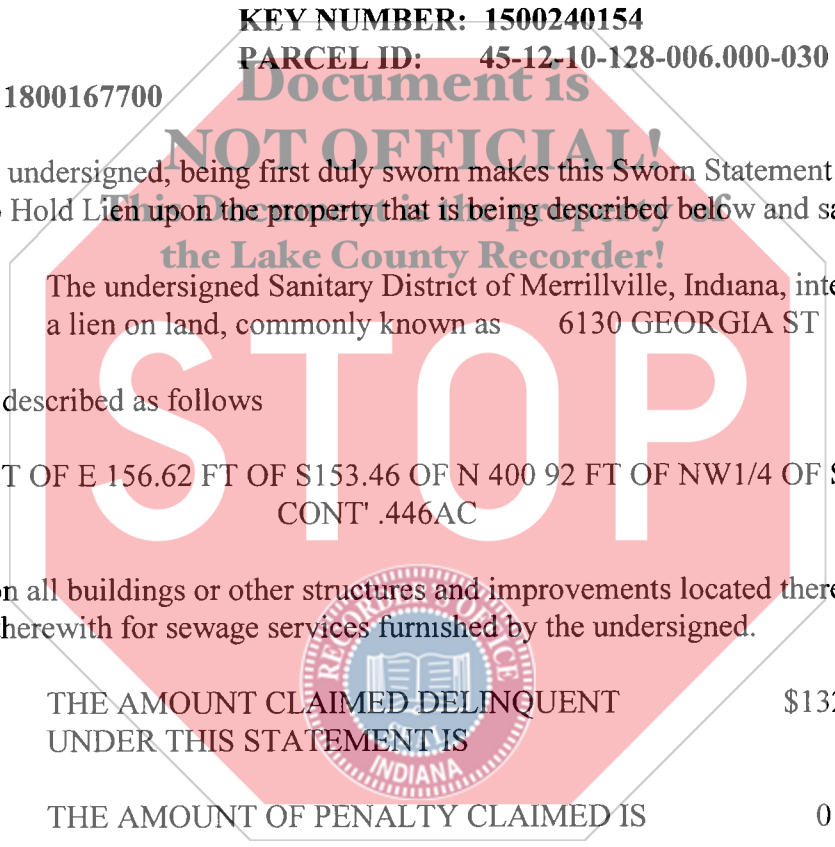 KEY NUMBER: 1500240154
PARCEL ID: 45-12-10-128-006.000-030
1800167700
Document is
NOT OFFICIAL!
undersigned, being first duly sworn makes this Sworn Statement
Hold Lien upon the property that is being described below and sa
This Document is the property of
the Lake County Recorder!
The undersigned Sanitary District of Merrillville, Indiana, inte
a lien on land, commonly known as 6130 GEORGIA ST
STOP
described as follows
T OF E 156.62 FT OF S153.46 OF N 400 92 FT OF NW1/4 OF S
CONT' .446AC
n all buildings or other structures and improvements located there
herewith for sewage services furnished by the undersigned.
RECORDER'S OFFICE
THE AMOUNT CLAIMED DELINQUENT $132
UNDER THIS STATEMENT IS
INDIANA
THE AMOUNT OF PENALTY CLAIMED IS 0